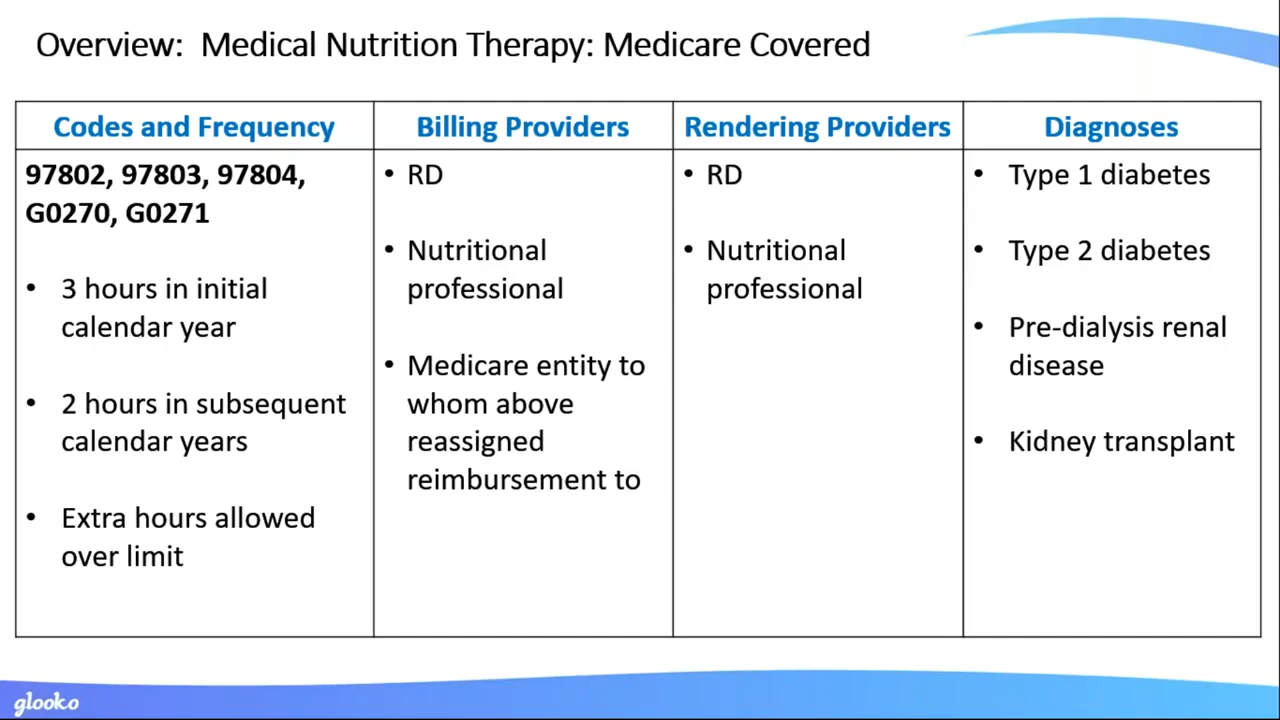 Overview:  Medical Nutrition Therapy: Medicare Covered
Codes and Frequency
97802, 97803, 97804,
G0270, G0271
• 3 hours in initial
calendar year
• 2 hours in subsequent
calendar years
• Extra hours allowed
over limit
Billing Providers
• RD
• Nutritional
professional
• Medicare entity to
whom above
reassigned
reimbursement to
Rendering Providers
• RD
• Nutritional
professional
Diagnoses
• Type 1 diabetes
• Type 2 diabetes
• Pre-dialysis renal
disease
• Kidney transplant
glooko